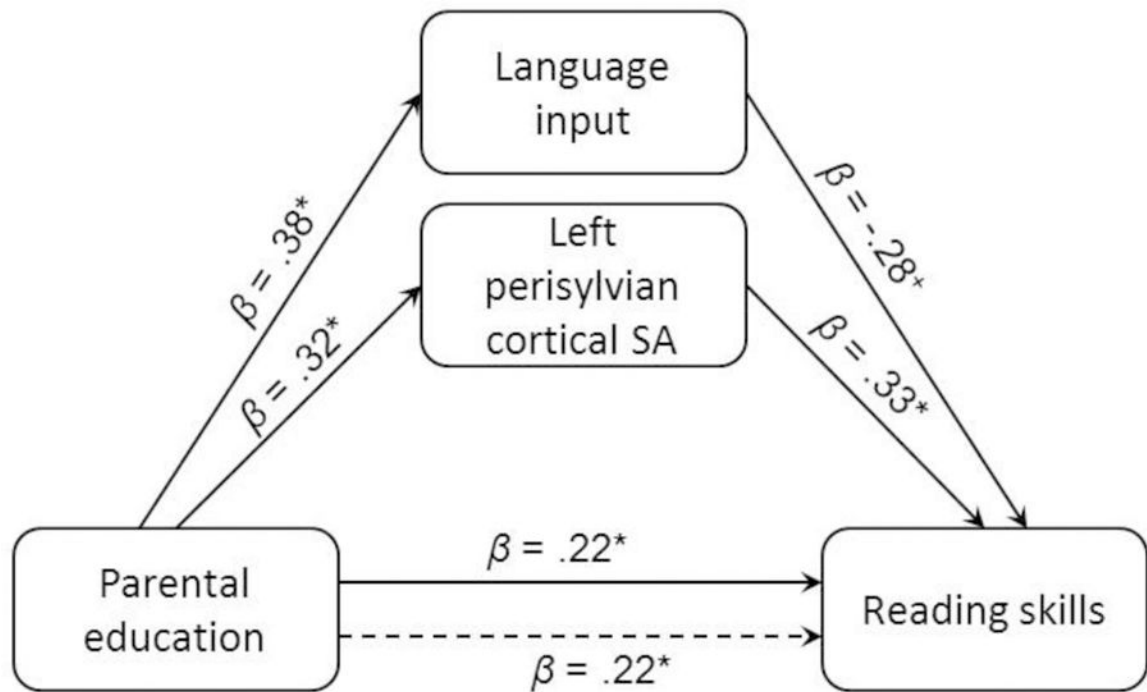 Language
input
β = .38*
β = -.28⁺
Left
perisylvian
cortical SA
β = .32*
β = .33*
Parental
education
β = .22*
β = .22*
Reading skills